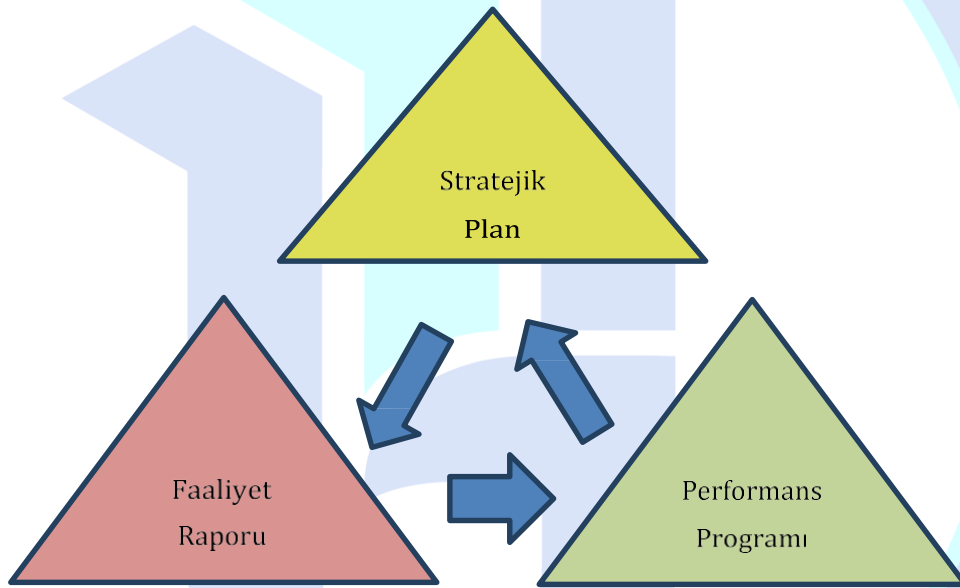 Stratejik
Plan
Faaliyet
Raporu
Performans
Programı